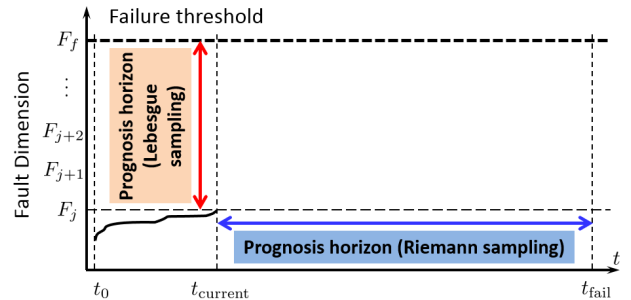 Failure threshold
F_f
⋮
F_{j+2}
F_{j+1}
F_j
Fault Dimension
Prognosis horizon
(Lebesgue
sampling)
Prognosis horizon (Riemann sampling)
t
t_0
t_current
t_fail